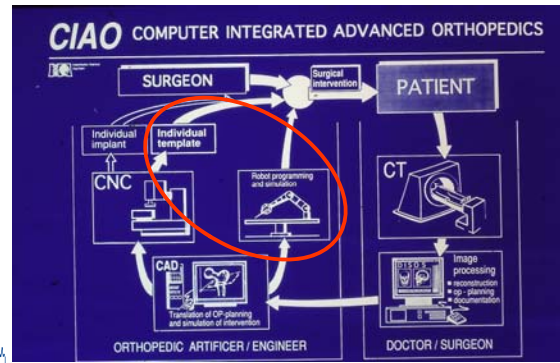 CIAO COMPUTER INTEGRATED ADVANCED ORTHOPEDICS
SURGEON
Surgical
intervention
PATIENT
Individual
implant
Individual
template
CNC
Robot programming
and simulation
CT
CAD
Translation of OP-planning
and simulation of intervention
DISOS
Image
processing
reconstruction
op - planning
documentation
ORTHOPEDIC ARTIFICER / ENGINEER
DOCTOR / SURGEON